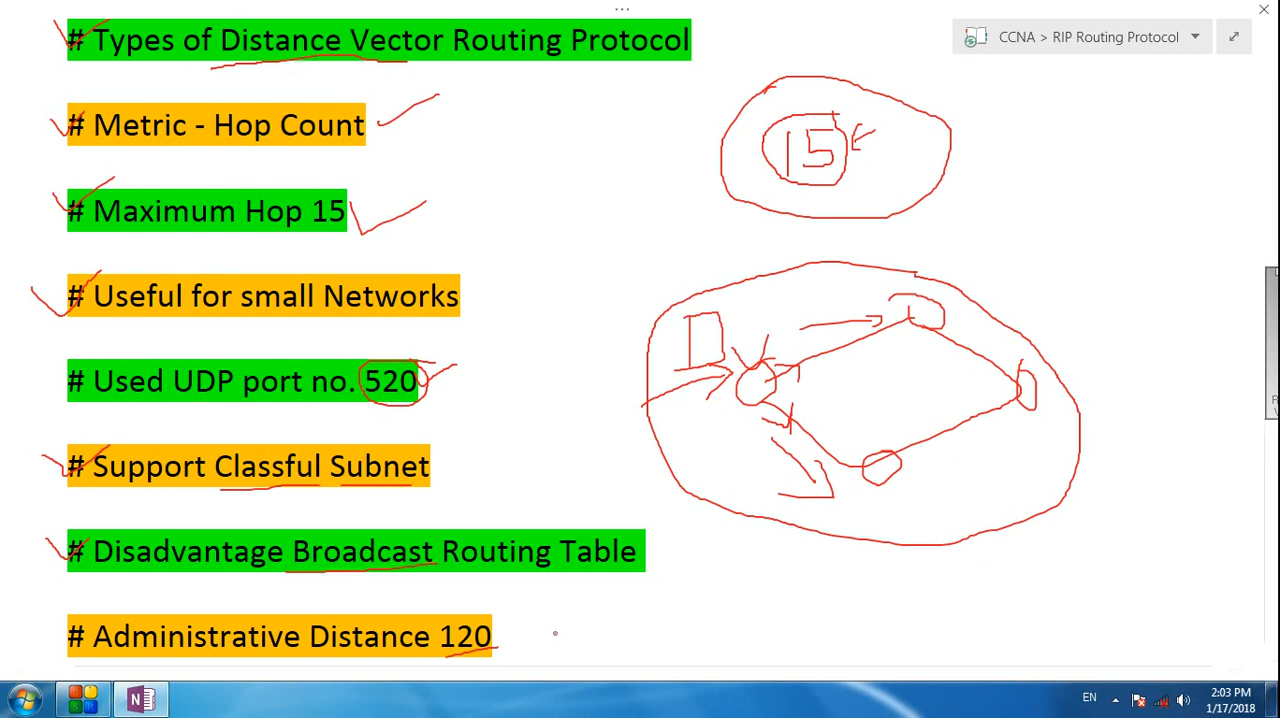 ...
CCNA > RIP Routing Protocol
# Types of Distance Vector Routing Protocol
# Metric - Hop Count
15
# Maximum Hop 15
# Useful for small Networks
# Used UDP port no. 520
# Support Classful Subnet
# Disadvantage Broadcast Routing Table
# Administrative Distance 120
EN
2:03 PM
1/17/2018